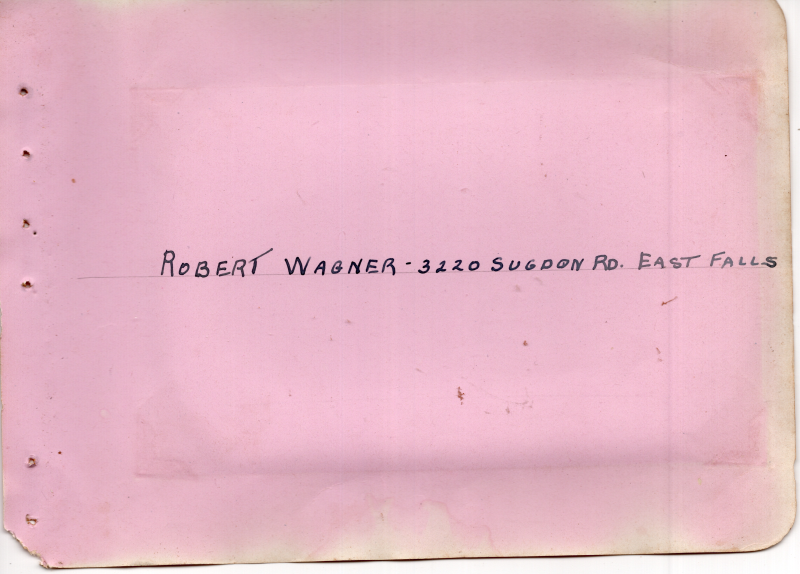 ROBERT WAGNER - 3220 SUGDON RD. EAST FALLS